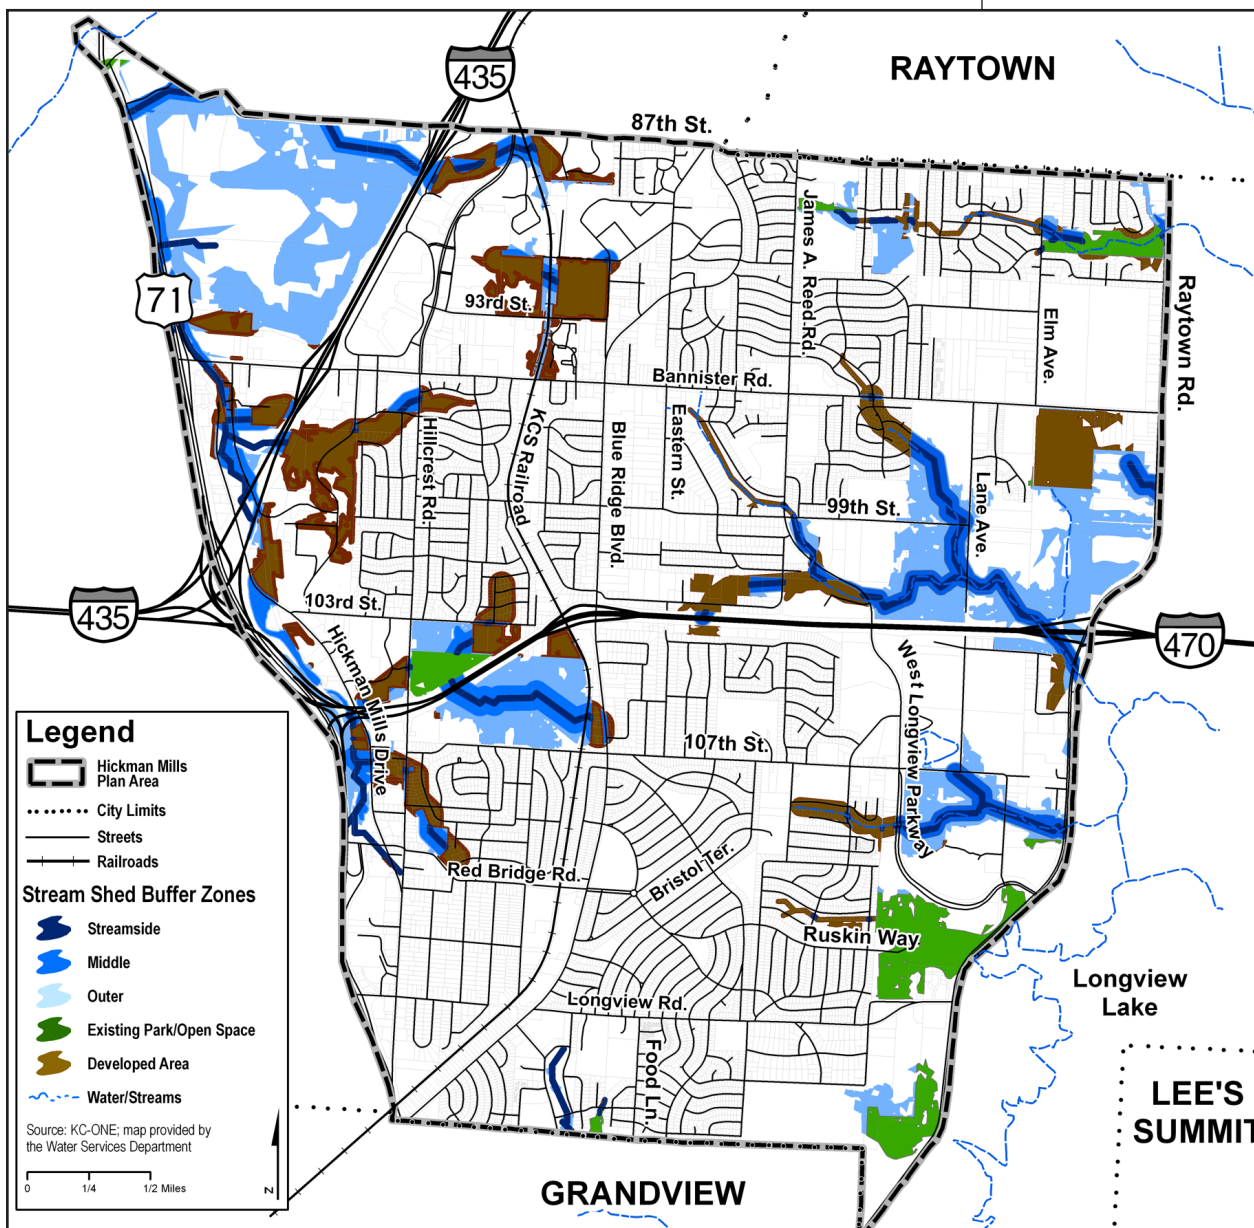 RAYTOWN
435
87th St.
James A. Reed Rd.
71
93rd St.
Elm Ave.
Raytown Rd.
Bannister Rd.
Hillcrest Rd.
KCS Railroad
Blue Ridge Blvd.
Eastern St.
99th St.
Lane Ave.
435
103rd St.
470
Hickman Mills Drive
West Longview Parkway
107th St.
Red Bridge Rd.
Bristol Ter.
Ruskin Way
Longview Rd.
Longview
Lake
Food Ln.
LEE'S
SUMMIT
GRANDVIEW
Legend
Hickman Mills
Plan Area
City Limits
Streets
Railroads
Stream Shed Buffer Zones
Streamside
Middle
Outer
Existing Park/Open Space
Developed Area
Water/Streams
Source: KC-ONE; map provided by
the Water Services Department
0 1/4 1/2 Miles
N